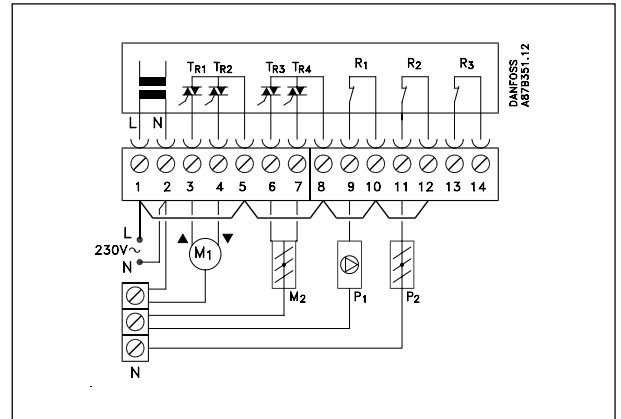 TR1 TR2 TR3 TR4 R1 R2 R3
DANFOSS
A87B351.12
L N
1 2 3 4 5 6 7 8 9 10 11 12 13 14
L
230V~
N
M1
M2
P1
P2
N